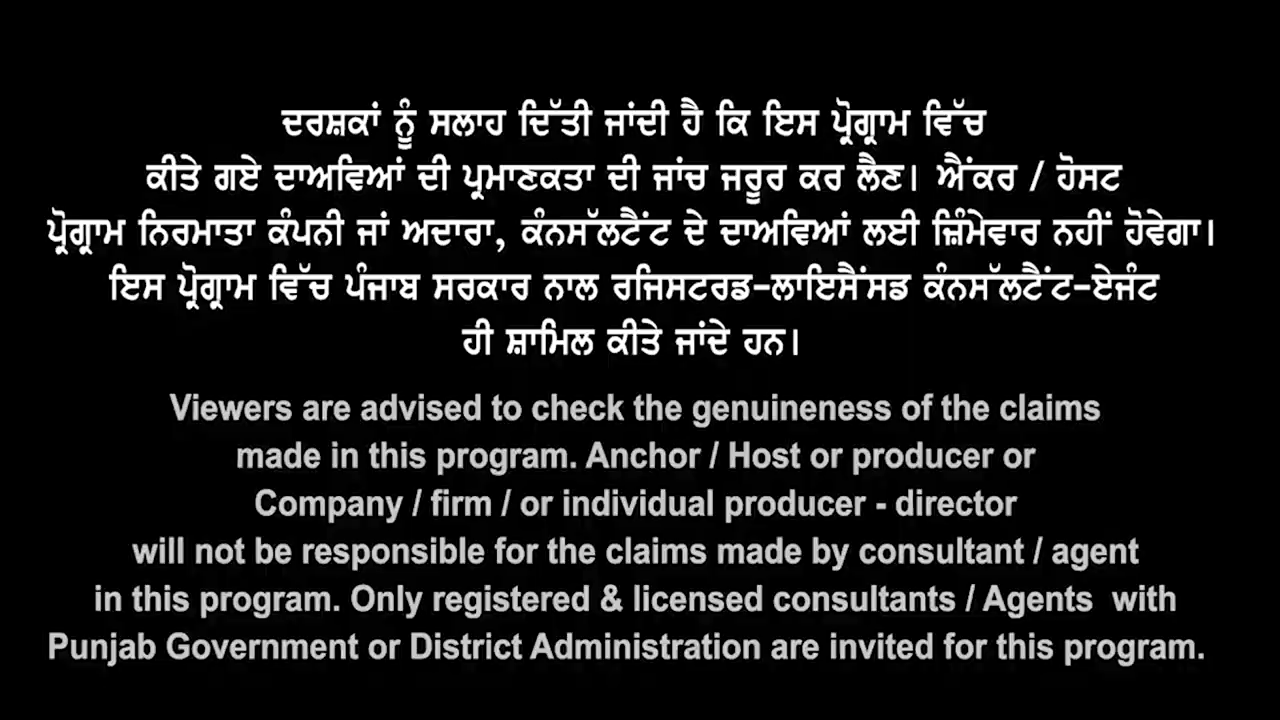 ਦਰਸ਼ਕਾਂ ਨੂੰ ਸਲਾਹ ਦਿੱਤੀ ਜਾਂਦੀ ਹੈ ਕਿ ਇਸ ਪ੍ਰੋਗ੍ਰਾਮ ਵਿੱਚ
ਕੀਤੇ ਗਏ ਦਾਅਵਿਆਂ ਦੀ ਪ੍ਰਮਾਣਕਤਾ ਦੀ ਜਾਂਚ ਜਰੂਰ ਕਰ ਲੈਣ। ਐਂਕਰ / ਹੋਸਟ
ਪ੍ਰੋਗ੍ਰਾਮ ਨਿਰਮਾਤਾ ਕੰਪਨੀ ਜਾਂ ਅਦਾਰਾ, ਕੰਨਸੱਲਟੈਂਟ ਦੇ ਦਾਅਵਿਆਂ ਲਈ ਜ਼ਿੰਮੇਵਾਰ ਨਹੀਂ ਹੋਵੇਗਾ।
ਇਸ ਪ੍ਰੋਗ੍ਰਾਮ ਵਿੱਚ ਪੰਜਾਬ ਸਰਕਾਰ ਨਾਲ ਰਜਿਸਟਰਡ-ਲਾਇਸੈਂਸਡ ਕੰਨਸੱਲਟੈਂਟ-ਏਜੰਟ
ਹੀ ਸ਼ਾਮਿਲ ਕੀਤੇ ਜਾਂਦੇ ਹਨ।
Viewers are advised to check the genuineness of the claims
made in this program. Anchor / Host or producer or
Company / firm / or individual producer - director
will not be responsible for the claims made by consultant / agent
in this program. Only registered & licensed consultants / Agents  with
Punjab Government or District Administration are invited for this program.